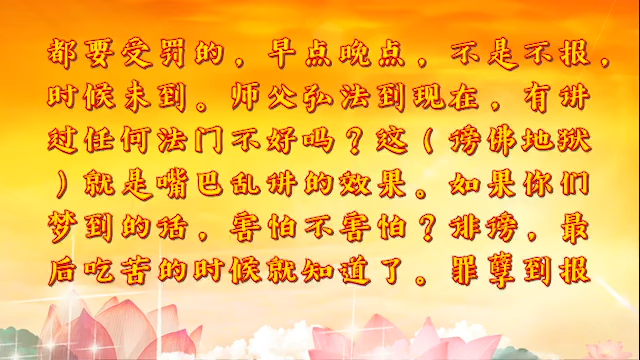 都要受罚的，早点晚点，不是不报，
时候未到。师父弘法到现在，有讲
过任何法门不好吗？这（谤佛地狱
）就是嘴巴乱讲的效果。如果你们
梦到的话，害怕不害怕？诽谤，最
后吃苦的时候就知道了。罪孽到报